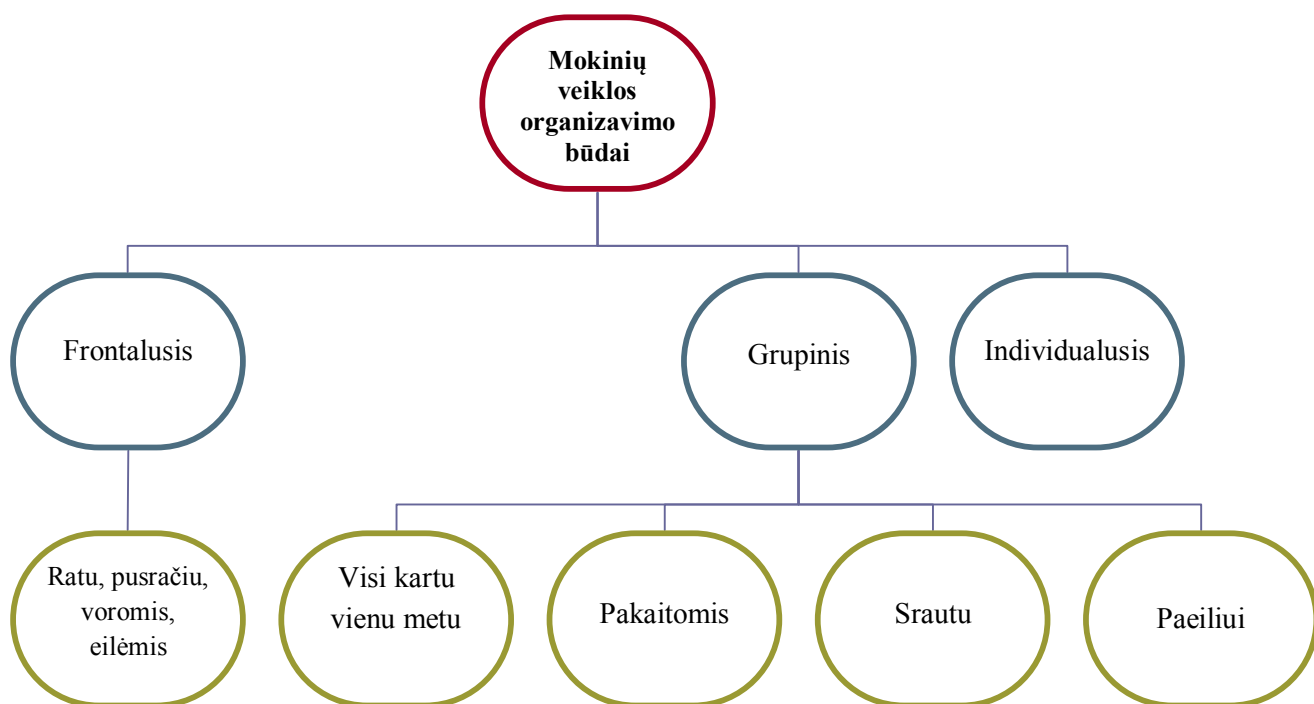 Mokinių
veiklos
organizavimo
būdai
Frontalusis
Grupinis
Individualusis
Ratu, pusračiu,
voromis,
eilėmis
Visi kartu
vienu metu
Pakaitomis
Srautu
Paeiliui